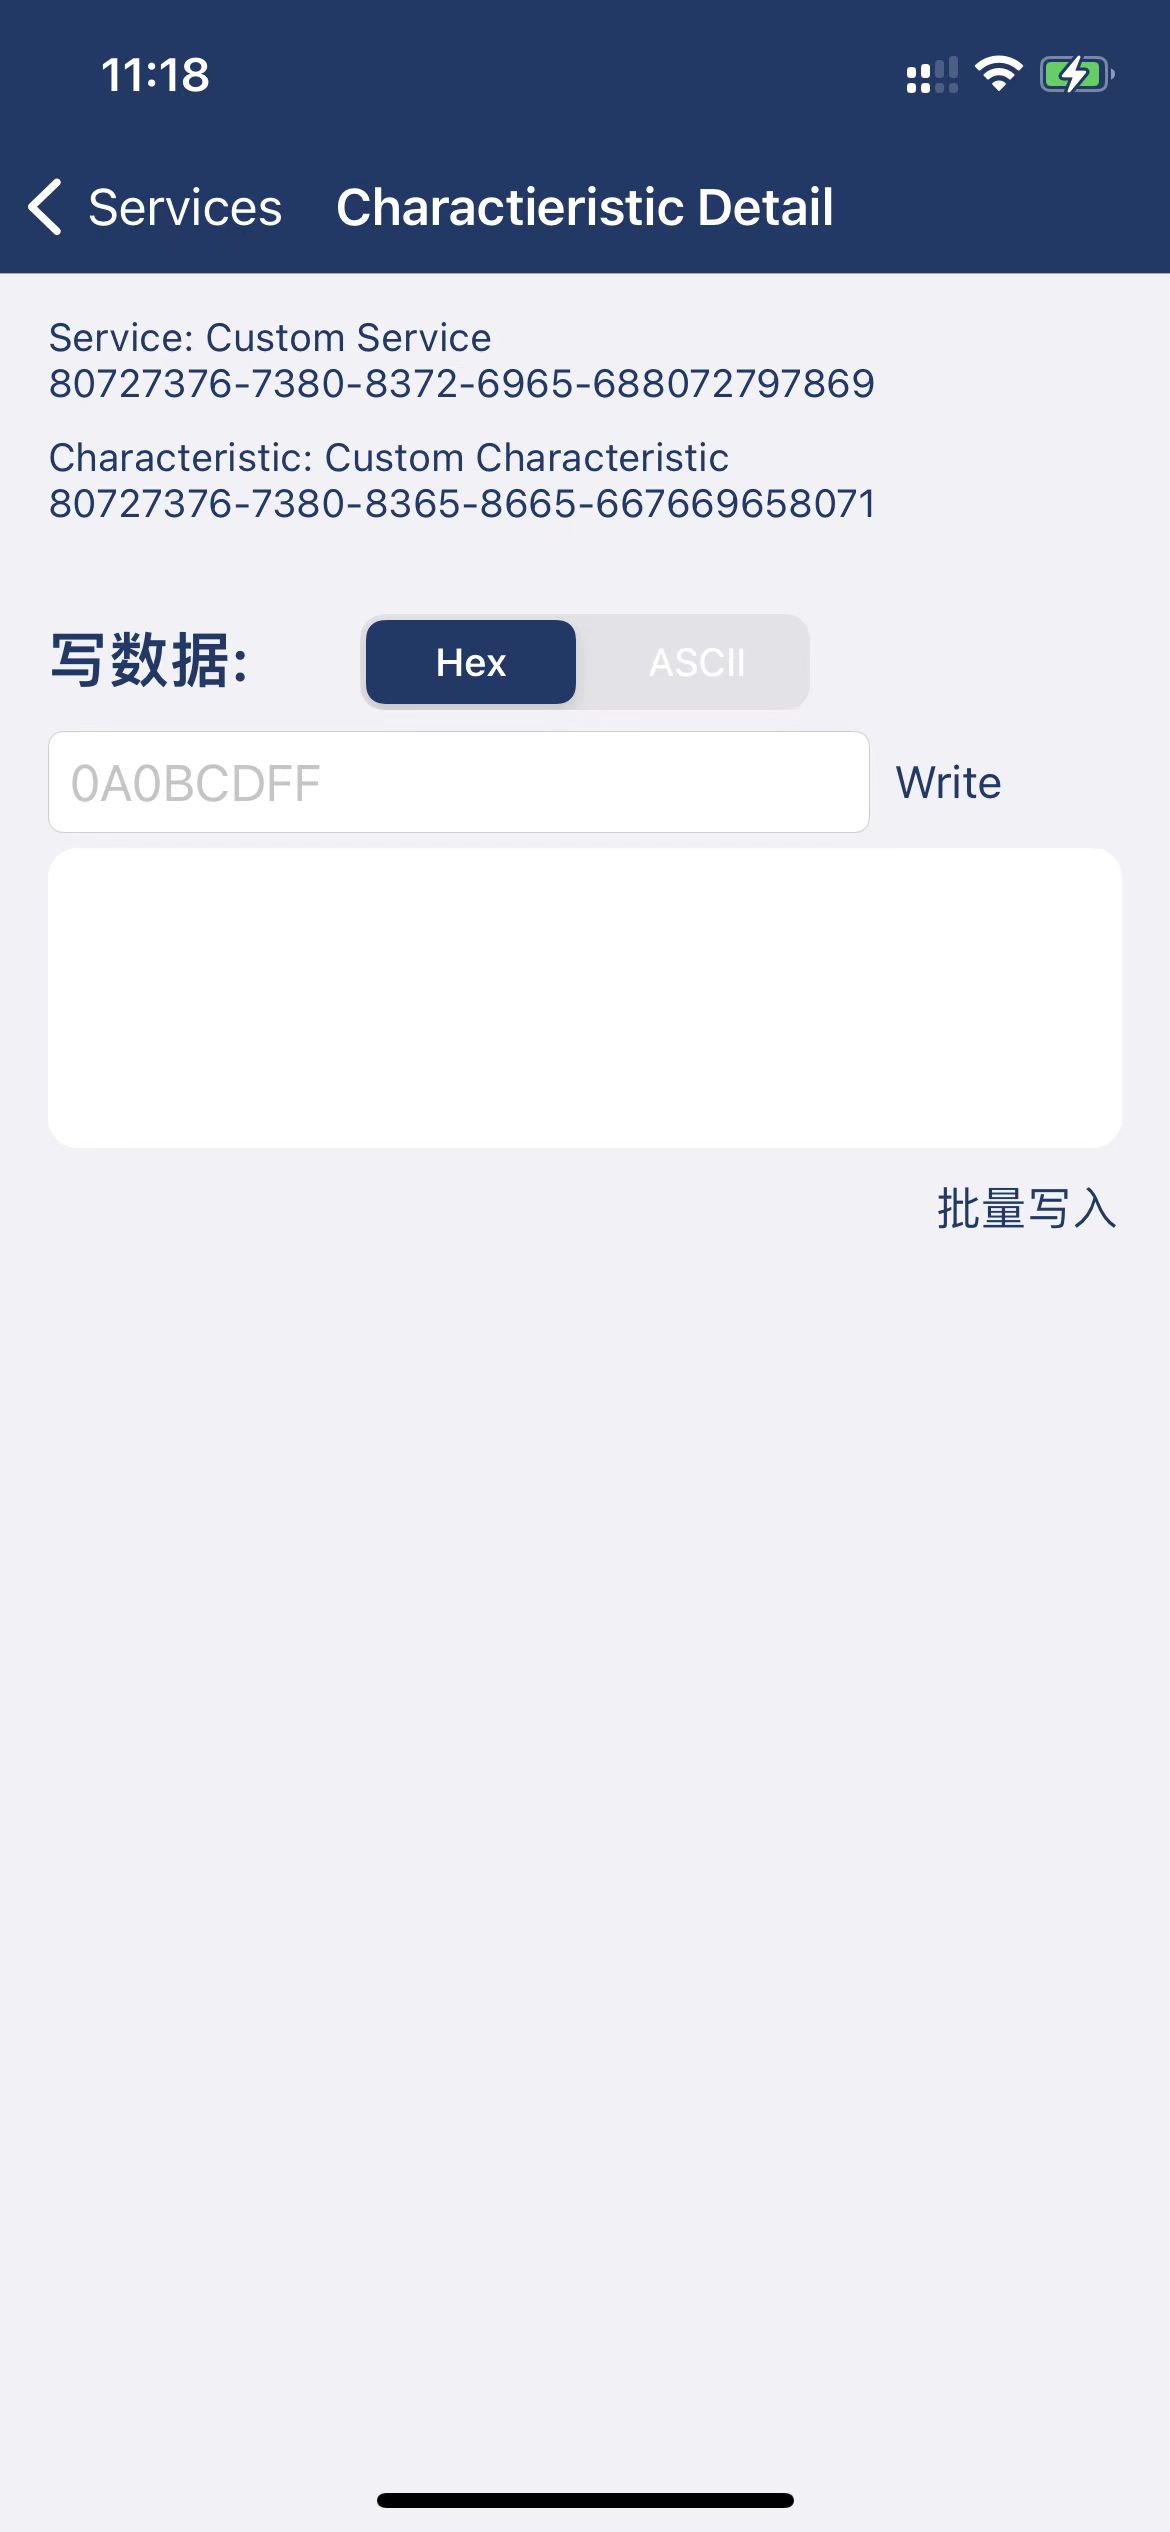 11:18
Services Charactieristic Detail
Service: Custom Service
80727376-7380-8372-6965-688072797869
Characteristic: Custom Characteristic
80727376-7380-8365-8665-667669658071
写数据: Hex ASCII
0A0BCDFF Write
批量写入